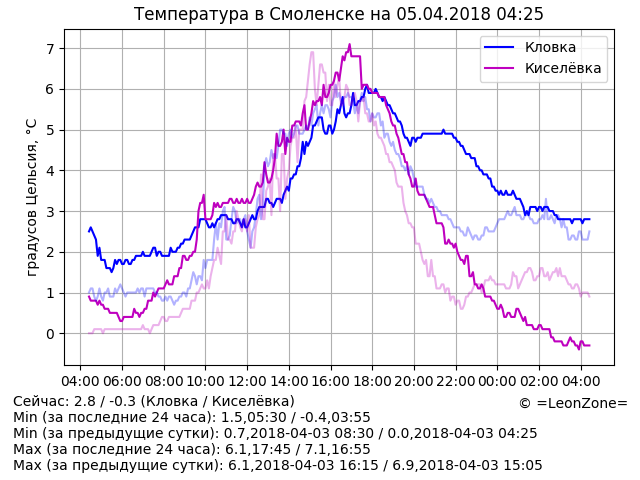 Температура в Смоленске на 05.04.2018 04:25
Кловка
Киселёвка
градусов Цельсия, °C
7
6
5
4
3
2
1
0
04:00 06:00 08:00 10:00 12:00 14:00 16:00 18:00 20:00 22:00 00:00 02:00 04:00
Сейчас: 2.8 / -0.3 (Кловка / Киселёвка)
© =LeonZone=
Min (за последние 24 часа): 1.5,05:30 / -0.4,03:55
Min (за предыдущие сутки): 0.7,2018-04-03 08:30 / 0.0,2018-04-03 04:25
Max (за последние 24 часа): 6.1,17:45 / 7.1,16:55
Max (за предыдущие сутки): 6.1,2018-04-03 16:15 / 6.9,2018-04-03 15:05